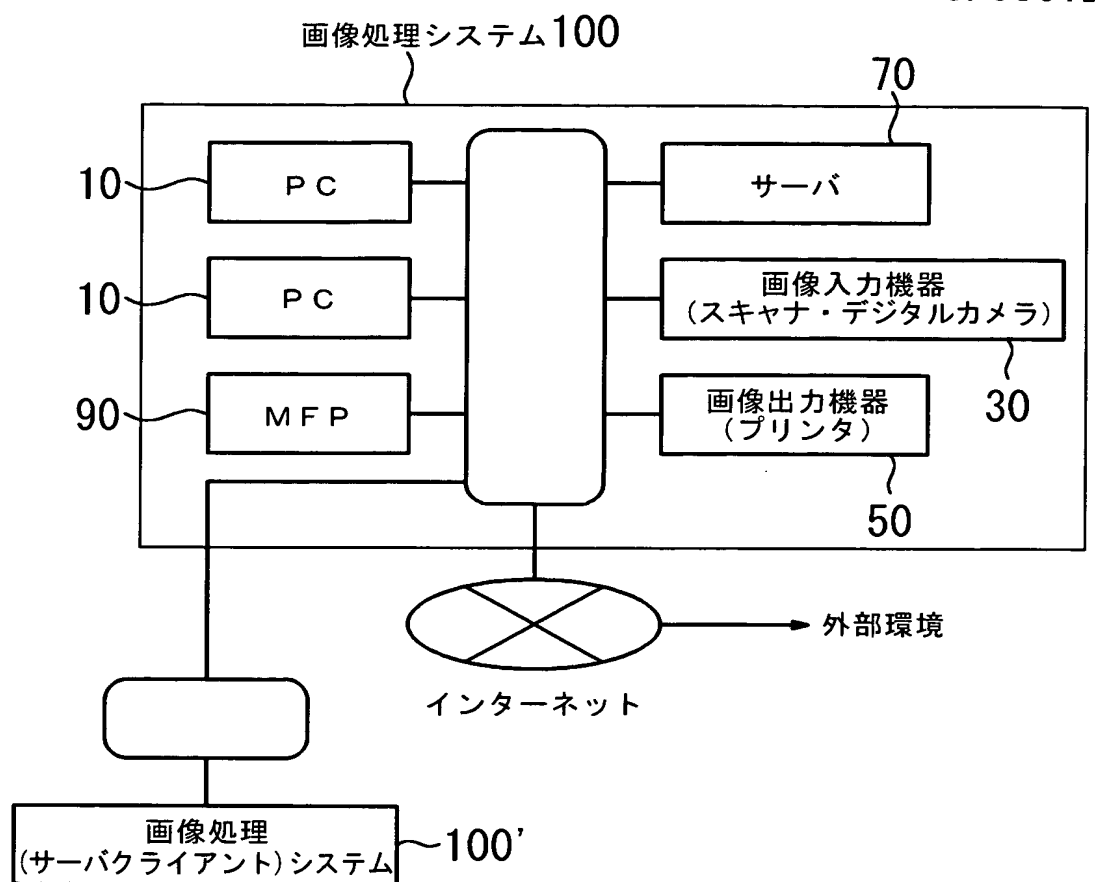 画像処理システム100
70
10
PC
サーバ
10
PC
画像入力機器
(スキャナ・デジタルカメラ)
30
90
MFP
画像出力機器
(プリンタ)
50
外部環境
インターネット
画像処理
(サーバクライアント)システム
100'